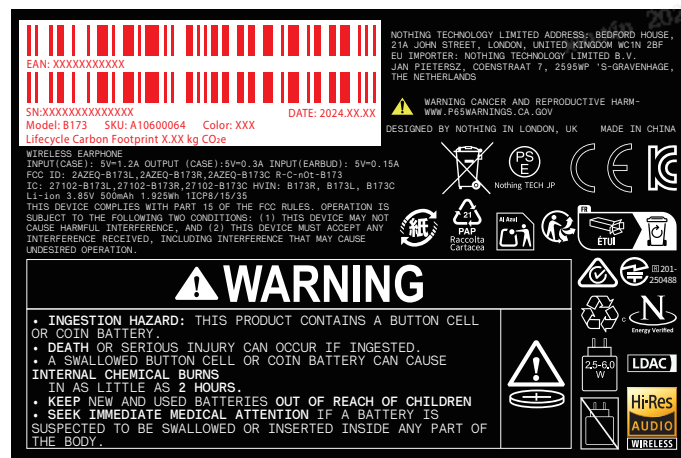 EAN: XXXXXXXXXXX
SN:XXXXXXXXXXXXXX
DATE: 2024.XX.XX
Model: B173 SKU: A10600064 Color: XXX
Lifecycle Carbon Footprint X.XX kg CO₂e
WIRELESS EARPHONE
INPUT(CASE): 5V⎓1.2A OUTPUT (CASE):5V⎓0.3A INPUT(EARBUD): 5V⎓0.15A
FCC ID: 2AZEQ-B173L,2AZEQ-B173R,2AZEQ-B173C R-C-nOt-B173
IC: 27102-B173L,27102-B173R,27102-B173C HVIN: B173R, B173L, B173C
Li-ion 3.85V 500mAh 1.925Wh 1ICP8/15/35
THIS DEVICE COMPLIES WITH PART 15 OF THE FCC RULES. OPERATION IS
SUBJECT TO THE FOLLOWING TWO CONDITIONS: (1) THIS DEVICE MAY NOT
CAUSE HARMFUL INTERFERENCE, AND (2) THIS DEVICE MUST ACCEPT ANY
INTERFERENCE RECEIVED, INCLUDING INTERFERENCE THAT MAY CAUSE
UNDESIRED OPERATION.
NOTHING TECHNOLOGY LIMITED ADDRESS: BEDFORD HOUSE,
21A JOHN STREET, LONDON, UNITED KINGDOM WC1N 2BF
EU IMPORTER: NOTHING TECHNOLOGY LIMITED B.V.
JAN PIETERSZ, COENSTRAAT 7, 2595WP 'S-GRAVENHAGE,
THE NETHERLANDS
WARNING CANCER AND REPRODUCTIVE HARM-
WWW.P65WARNINGS.CA.GOV
DESIGNED BY NOTHING IN LONDON, UK MADE IN CHINA
PS
E
Nothing TECH JP
CE
KC
紙
21
PAP
Raccolta
Cartacea
Al Azul
FR
ÉTUI
R 201-
250488
c N
Energy Verified
2.5-6.0
W
LDAC
Hi-Res
AUDIO
WIRELESS
WARNING
• INGESTION HAZARD: THIS PRODUCT CONTAINS A BUTTON CELL
OR COIN BATTERY.
• DEATH OR SERIOUS INJURY CAN OCCUR IF INGESTED.
• A SWALLOWED BUTTON CELL OR COIN BATTERY CAN CAUSE
INTERNAL CHEMICAL BURNS
IN AS LITTLE AS 2 HOURS.
• KEEP NEW AND USED BATTERIES OUT OF REACH OF CHILDREN
• SEEK IMMEDIATE MEDICAL ATTENTION IF A BATTERY IS
SUSPECTED TO BE SWALLOWED OR INSERTED INSIDE ANY PART OF
THE BODY.